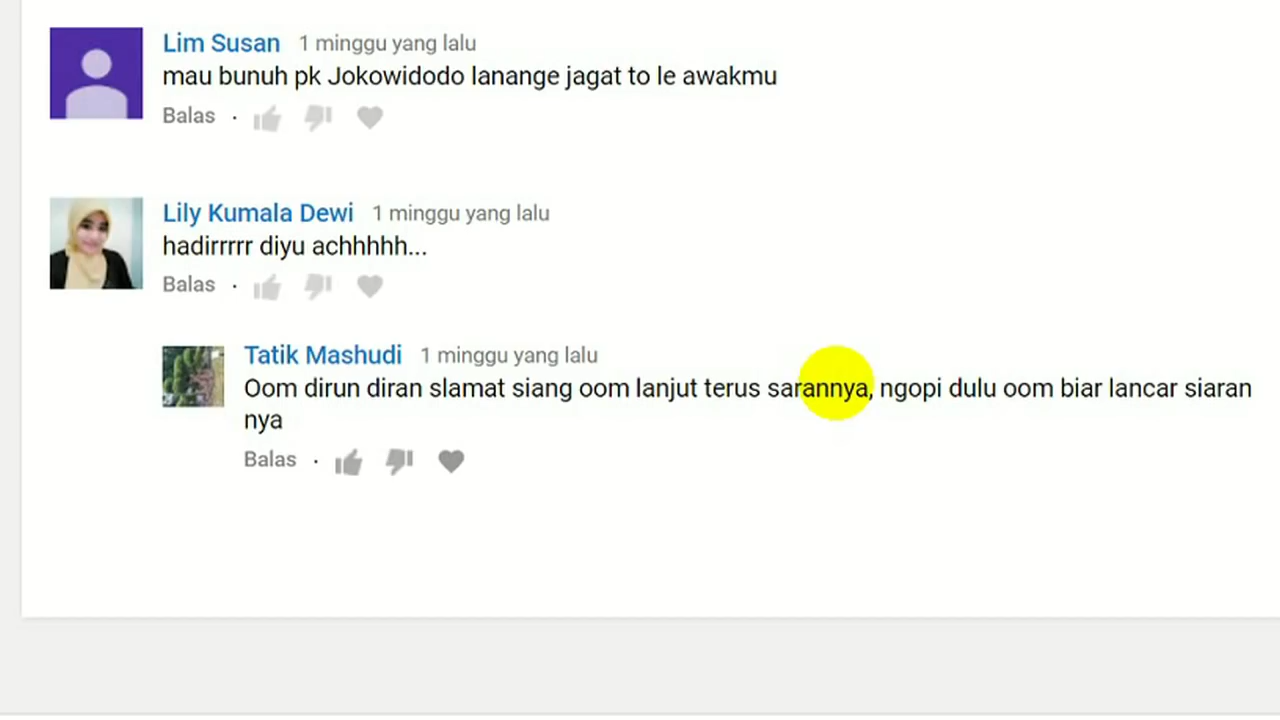 Lim Susan 1 minggu yang lalu
mau bunuh pk Jokowidodo lanange jagat to le awakmu
Balas ·
Lily Kumala Dewi 1 minggu yang lalu
hadirrrrr diyu achhhhh...
Balas ·
Tatik Mashudi 1 minggu yang lalu
Oom dirun diran slamat siang oom lanjut terus sarannya, ngopi dulu oom biar lancar siaran
nya
Balas ·